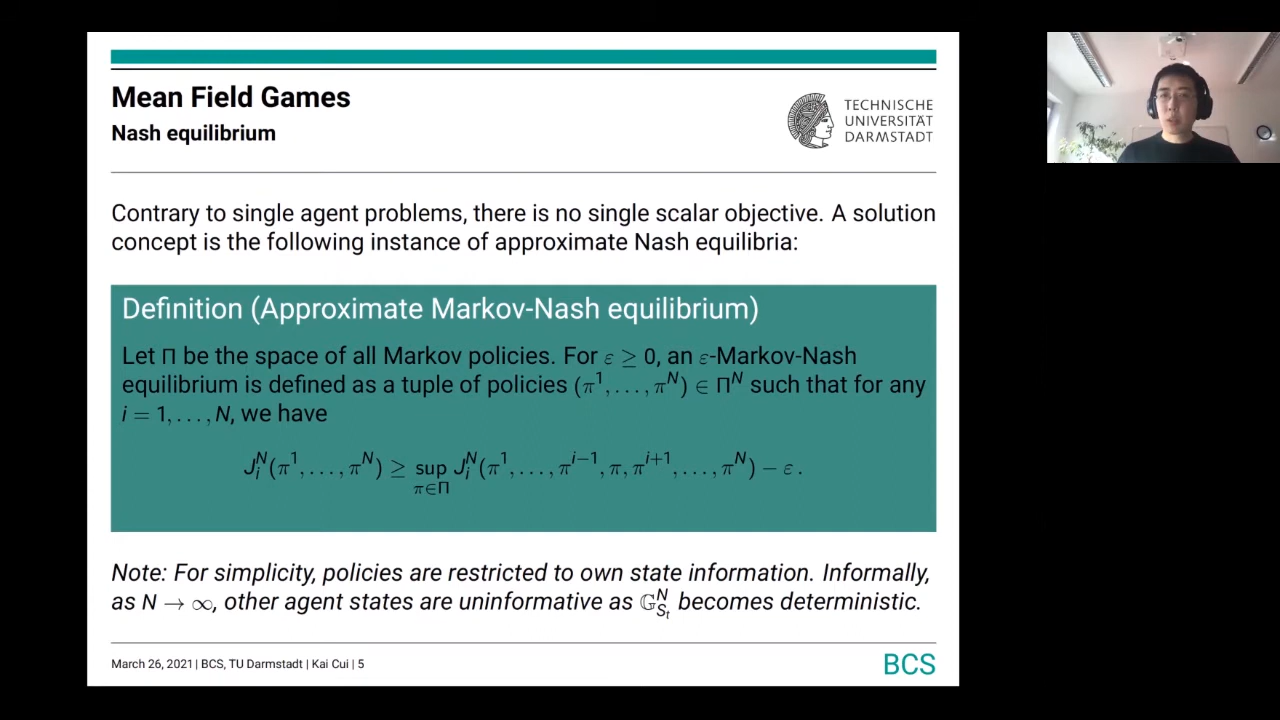 Mean Field Games
Nash equilibrium
TECHNISCHE
UNIVERSITÄT
DARMSTADT
Contrary to single agent problems, there is no single scalar objective. A solution
concept is the following instance of approximate Nash equilibria:
Definition (Approximate Markov-Nash equilibrium)
Let Π be the space of all Markov policies. For ε ≥ 0, an ε-Markov-Nash
equilibrium is defined as a tuple of policies (π¹, . . . , πᴺ) ∈ Πᴺ such that for any
i = 1, . . . , N, we have
J_i^N(π^1, . . . , π^N) ≥ sup_{π∈Π} J_i^N(π^1, . . . , π^{i−1}, π, π^{i+1}, . . . , π^N) − ε .
Note: For simplicity, policies are restricted to own state information. Informally,
as N → ∞, other agent states are uninformative as 𝔾_{S_t}^N becomes deterministic.
March 26, 2021 | BCS, TU Darmstadt | Kai Cui | 5
BCS